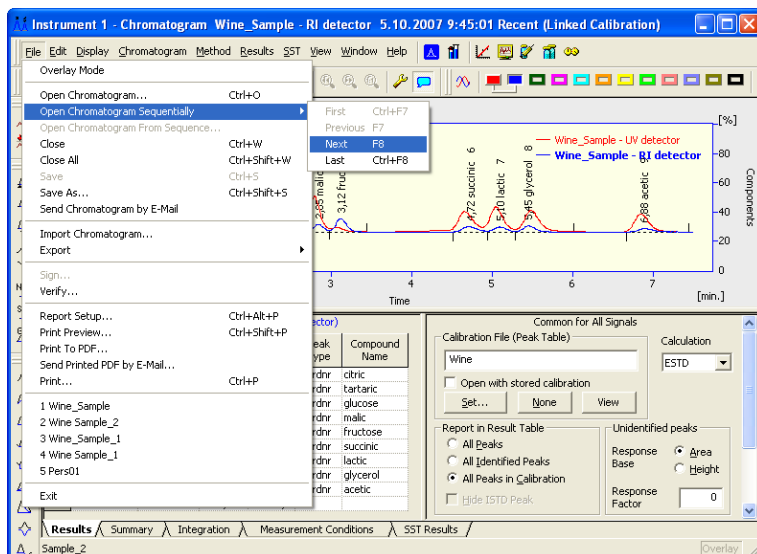 Instrument 1 - Chromatogram Wine_Sample - RI detector 5.10.2007 9:45:01 Recent (Linked Calibration)
File Edit Display Chromatogram Method Results SST View Window Help
Overlay Mode
Open Chromatogram... Ctrl+O
Open Chromatogram Sequentially
Open Chromatogram From Sequence...
Close Ctrl+W
Close All Ctrl+Shift+W
Save Ctrl+S
Save As... Ctrl+Shift+S
Send Chromatogram by E-Mail
Import Chromatogram...
Export
Sign...
Verify...
Report Setup... Ctrl+Alt+P
Print Preview... Ctrl+Shift+P
Print To PDF...
Send Printed PDF by E-Mail...
Print... Ctrl+P
1 Wine_Sample
2 Wine Sample_2
3 Wine_Sample_1
4 Wine Sample_1
5 Pers01
Exit
First Ctrl+F7
Previous F7
Next F8
Last Ctrl+F8
[%]
Wine_Sample - UV detector
Wine_Sample - RI detector
80
60
40
20
0
Components
4,72 succinic 6
5,10 lactic 7
5,45 glycerol 8
6,88 acetic 9
3 4 5 6 7
Time [min.]
Compound
Name
citric
tartaric
glucose
malic
fructose
succinic
lactic
glycerol
acetic
Common for All Signals
Calibration File (Peak Table)
Wine
Open with stored calibration
Set... None View
Calculation
ESTD
Report in Result Table
All Peaks
All Identified Peaks
All Peaks in Calibration
Hide ISTD Peak
Unidentified peaks
Response
Base
Area
Height
Response
Factor
0
Results Summary Integration Measurement Conditions SST Results
Sample_2
Overlay